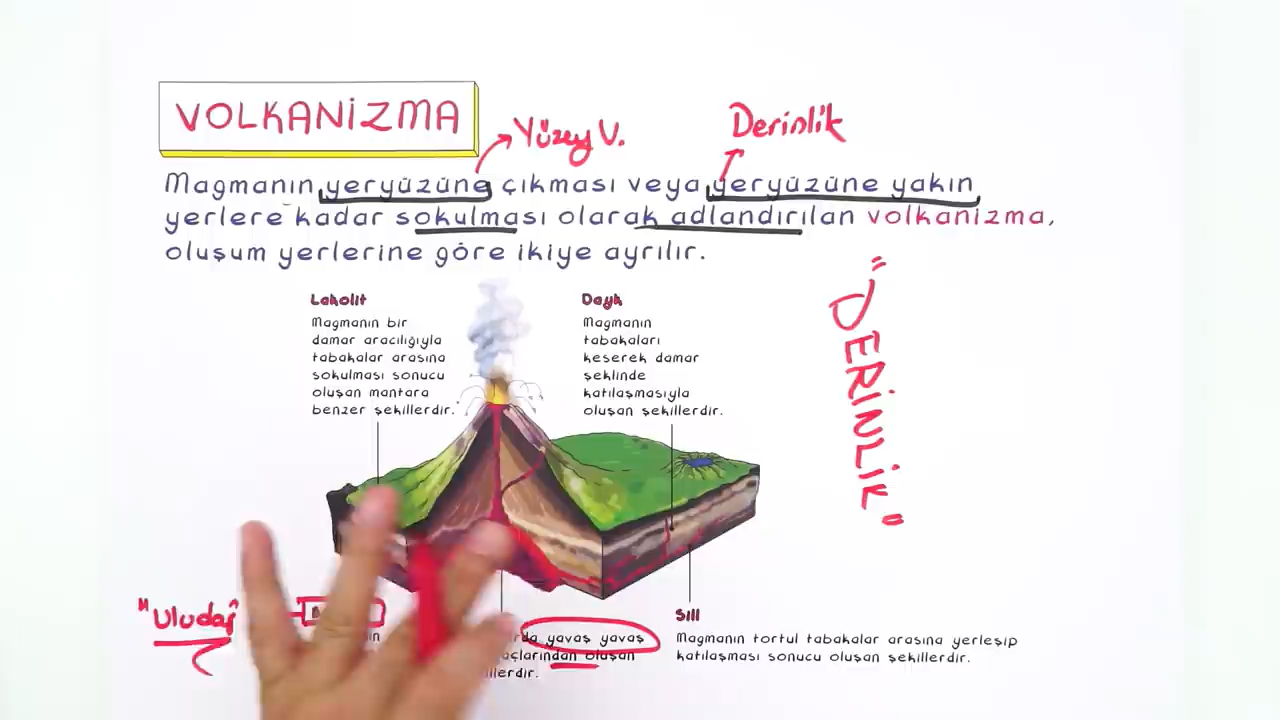 VOLKANİZMA
Yüzey V.
Derinlik
Magmanın yeryüzüne çıkması veya yeryüzüne yakın
yerlere kadar sokulması olarak adlandırılan volkanizma,
oluşum yerlerine göre ikiye ayrılır.
Lakolit
Magmanın bir
damar aracılığıyla
tabakalar arasına
sokulması sonucu
oluşan mantara
benzer şekillerdir.
Dayk
Magmanın
tabakaları
keserek damar
şeklinde
katılaşmasıyla
oluşan şekillerdir.
"DERİNLİK"
"Uludağ"
yavaş yavaş
oluşan
Sill
Magmanın tortul tabakalar arasına yerleşip
katılaşması sonucu oluşan şekillerdir.